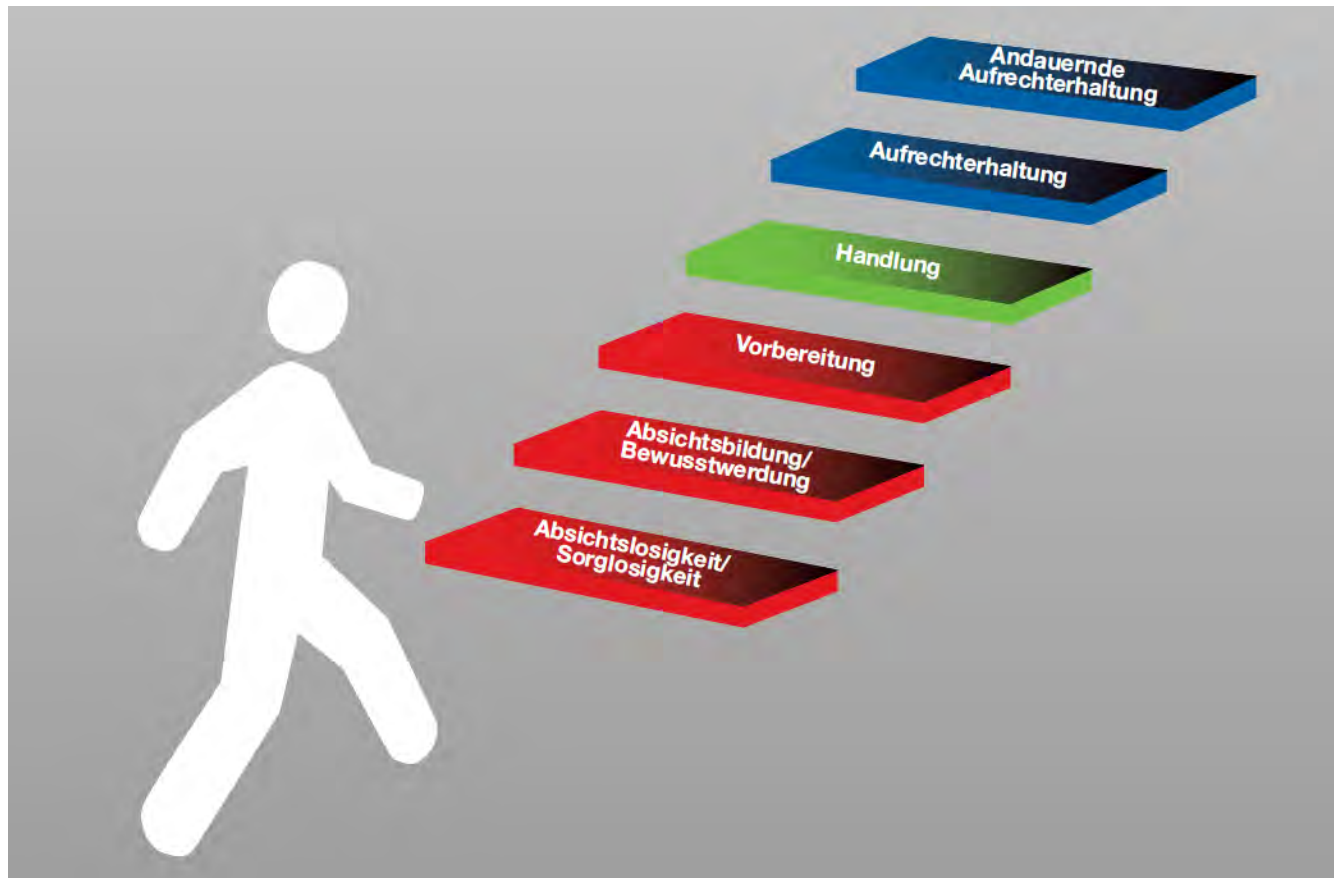 Andauernde
Aufrechterhaltung
Aufrechterhaltung
Handlung
Vorbereitung
Absichtsbildung/
Bewusstwerdung
Absichtslosigkeit/
Sorglosigkeit